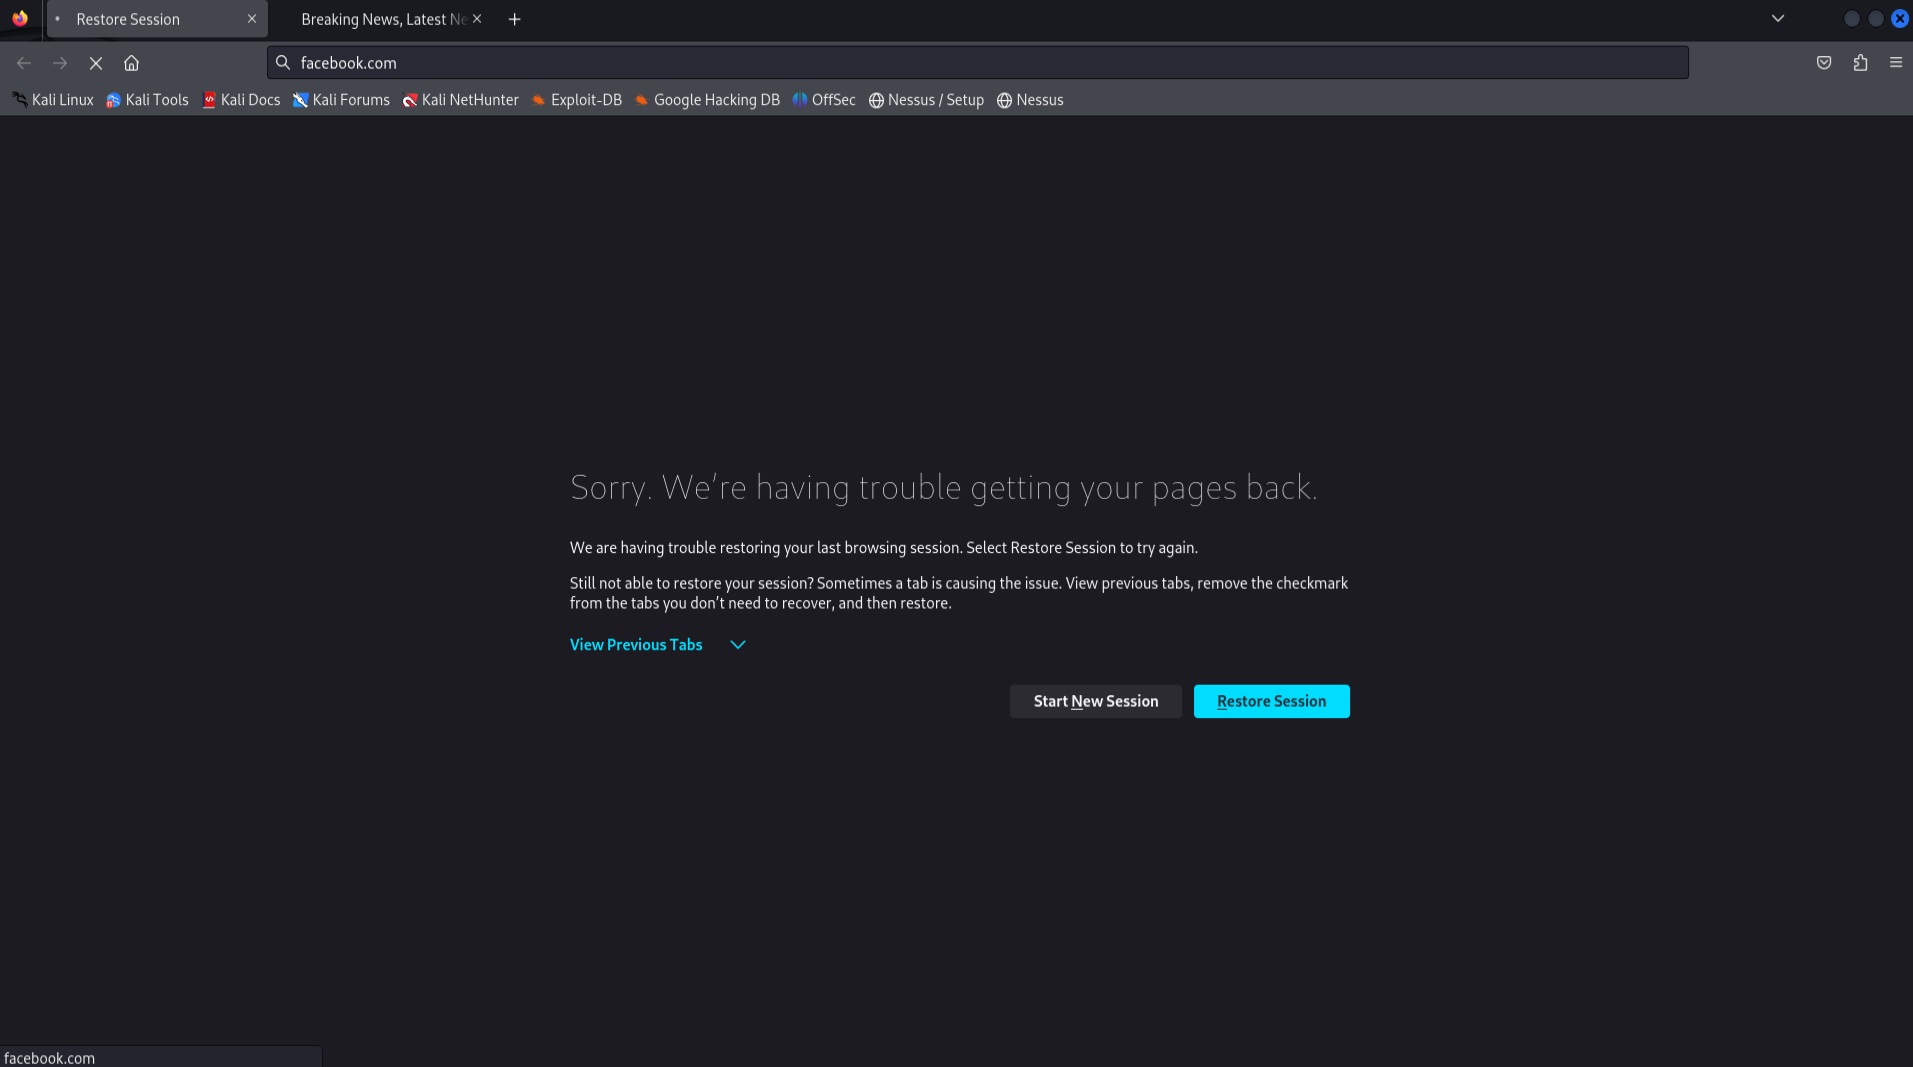 Restore Session
Breaking News, Latest Ne
facebook.com
Kali Linux Kali Tools Kali Docs Kali Forums Kali NetHunter Exploit-DB Google Hacking DB OffSec Nessus / Setup Nessus
Sorry. We're having trouble getting your pages back.
We are having trouble restoring your last browsing session. Select Restore Session to try again.
Still not able to restore your session? Sometimes a tab is causing the issue. View previous tabs, remove the checkmark
from the tabs you don't need to recover, and then restore.
View Previous Tabs
Start New Session Restore Session
facebook.com